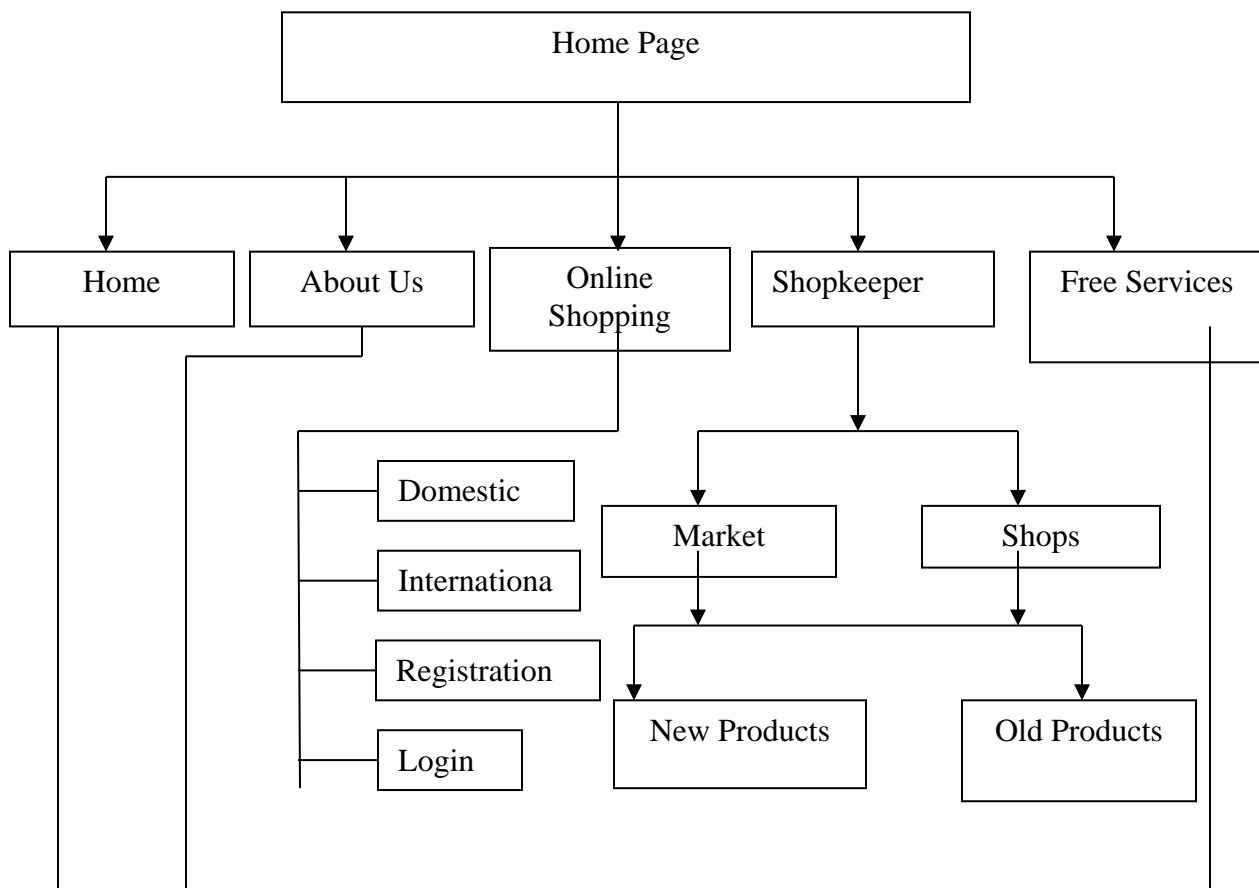 Home Page
Home
About Us
Online
Shopping
Shopkeeper
Free Services
Domestic
Internationa
Registration
Login
Market
Shops
New Products
Old Products